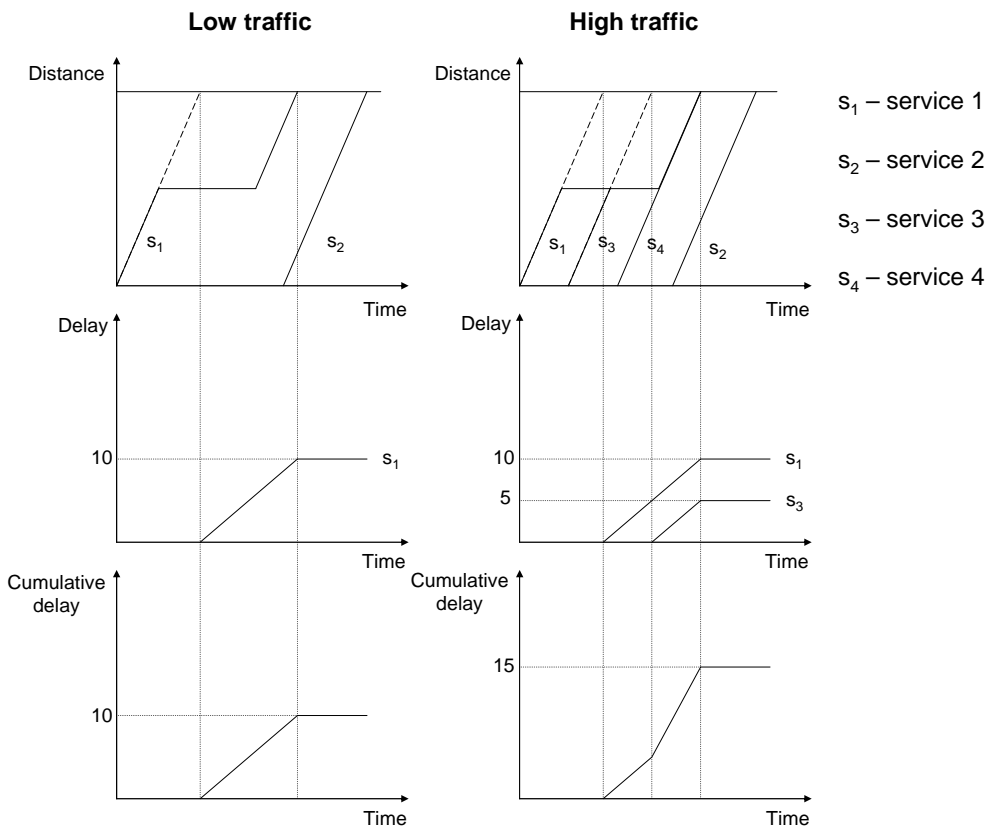 Low traffic
High traffic
Distance
Distance
s₁ – service 1
s₂ – service 2
s₃ – service 3
s₄ – service 4
s₁
s₂
s₁
s₃
s₄
s₂
Time
Time
Delay
Delay
10
s₁
10
s₁
5
s₃
Time
Time
Cumulative
delay
Cumulative
delay
15
10
Time
Time